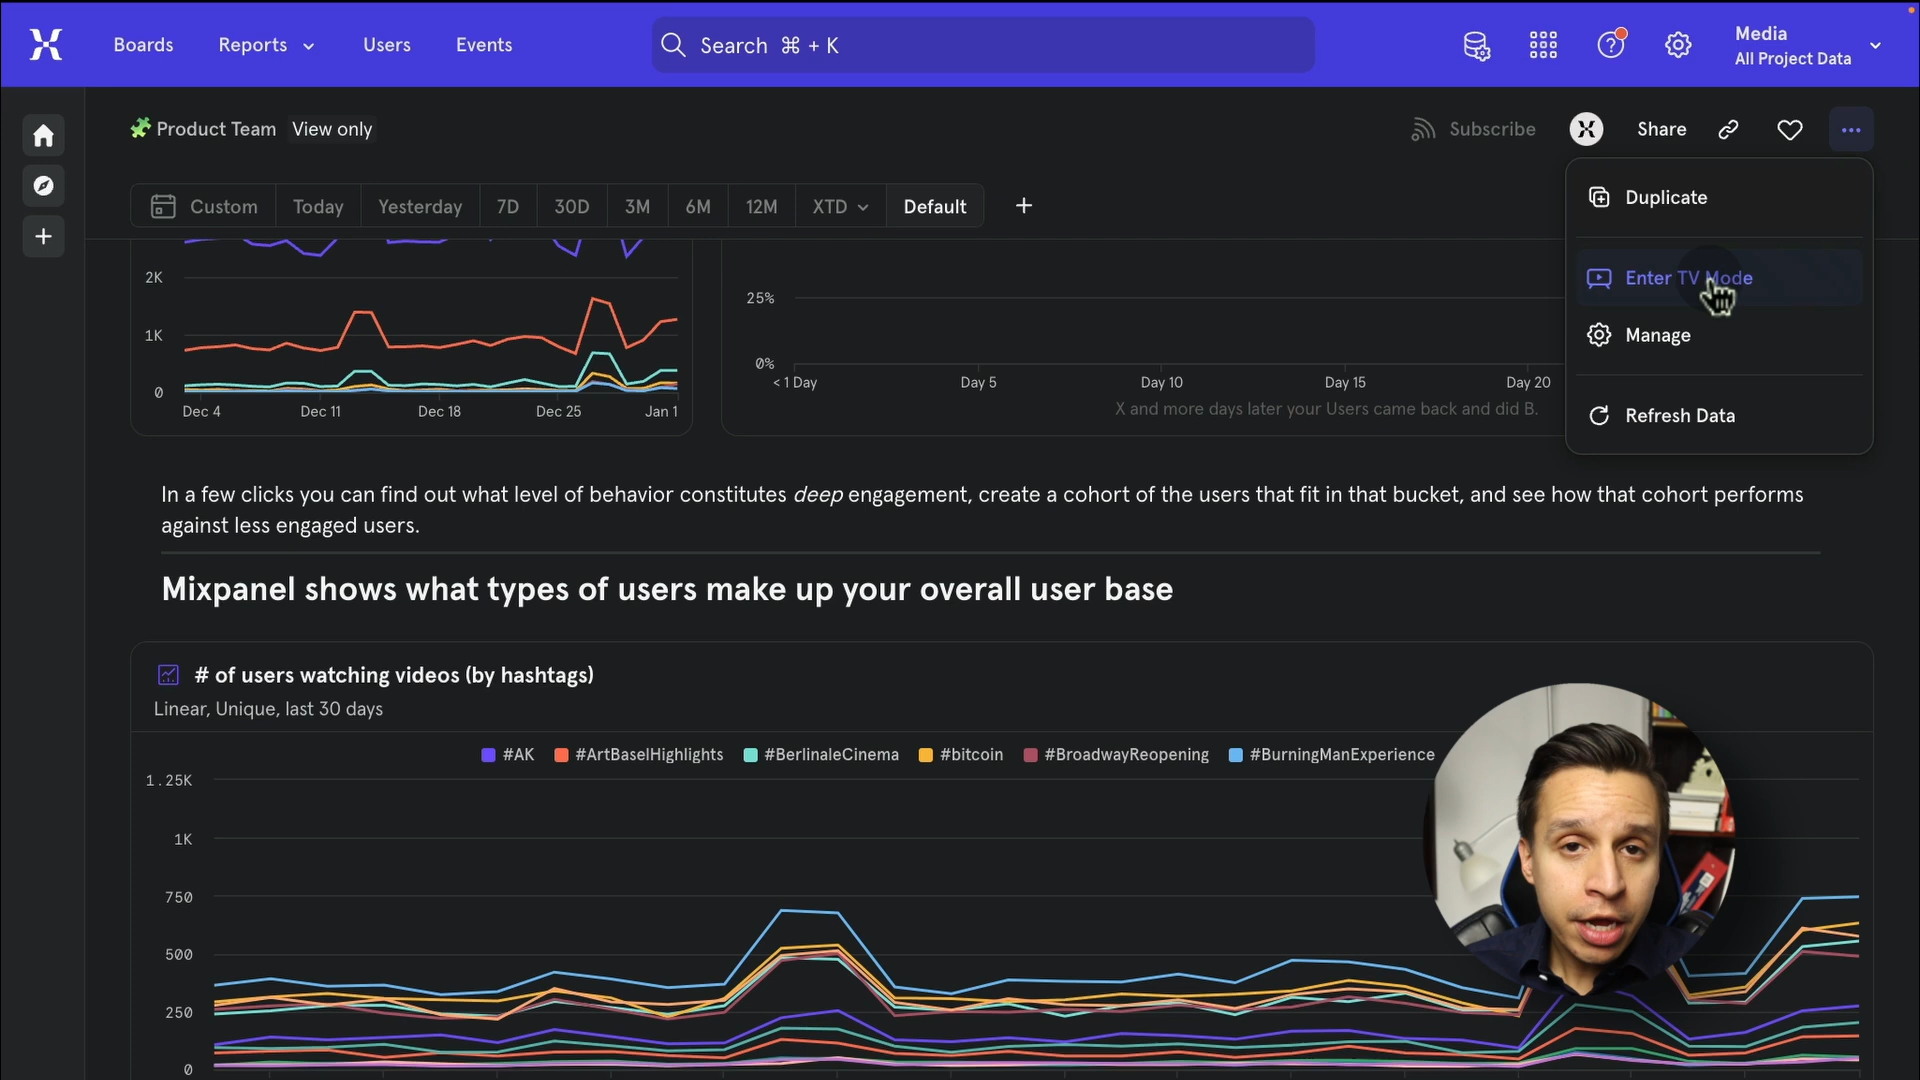 Boards
Reports
Users
Events
Search ⌘ + K
Media
All Project Data
Product Team
View only
Subscribe
Share
Custom
Today
Yesterday
7D
30D
3M
6M
12M
XTD
Default
+
Duplicate
Enter TV Mode
Manage
Refresh Data
2K
1K
0
Dec 4
Dec 11
Dec 18
Dec 25
Jan 1
25%
0%
< 1 Day
Day 5
Day 10
Day 15
Day 20
X and more days later your Users came back and did B.
In a few clicks you can find out what level of behavior constitutes deep engagement, create a cohort of the users that fit in that bucket, and see how that cohort performs
against less engaged users.
Mixpanel shows what types of users make up your overall user base
# of users watching videos (by hashtags)
Linear, Unique, last 30 days
#AK
#ArtBaselHighlights
#BerlinaleCinema
#bitcoin
#BroadwayReopening
#BurningManExperience
1.25K
1K
750
500
250
0